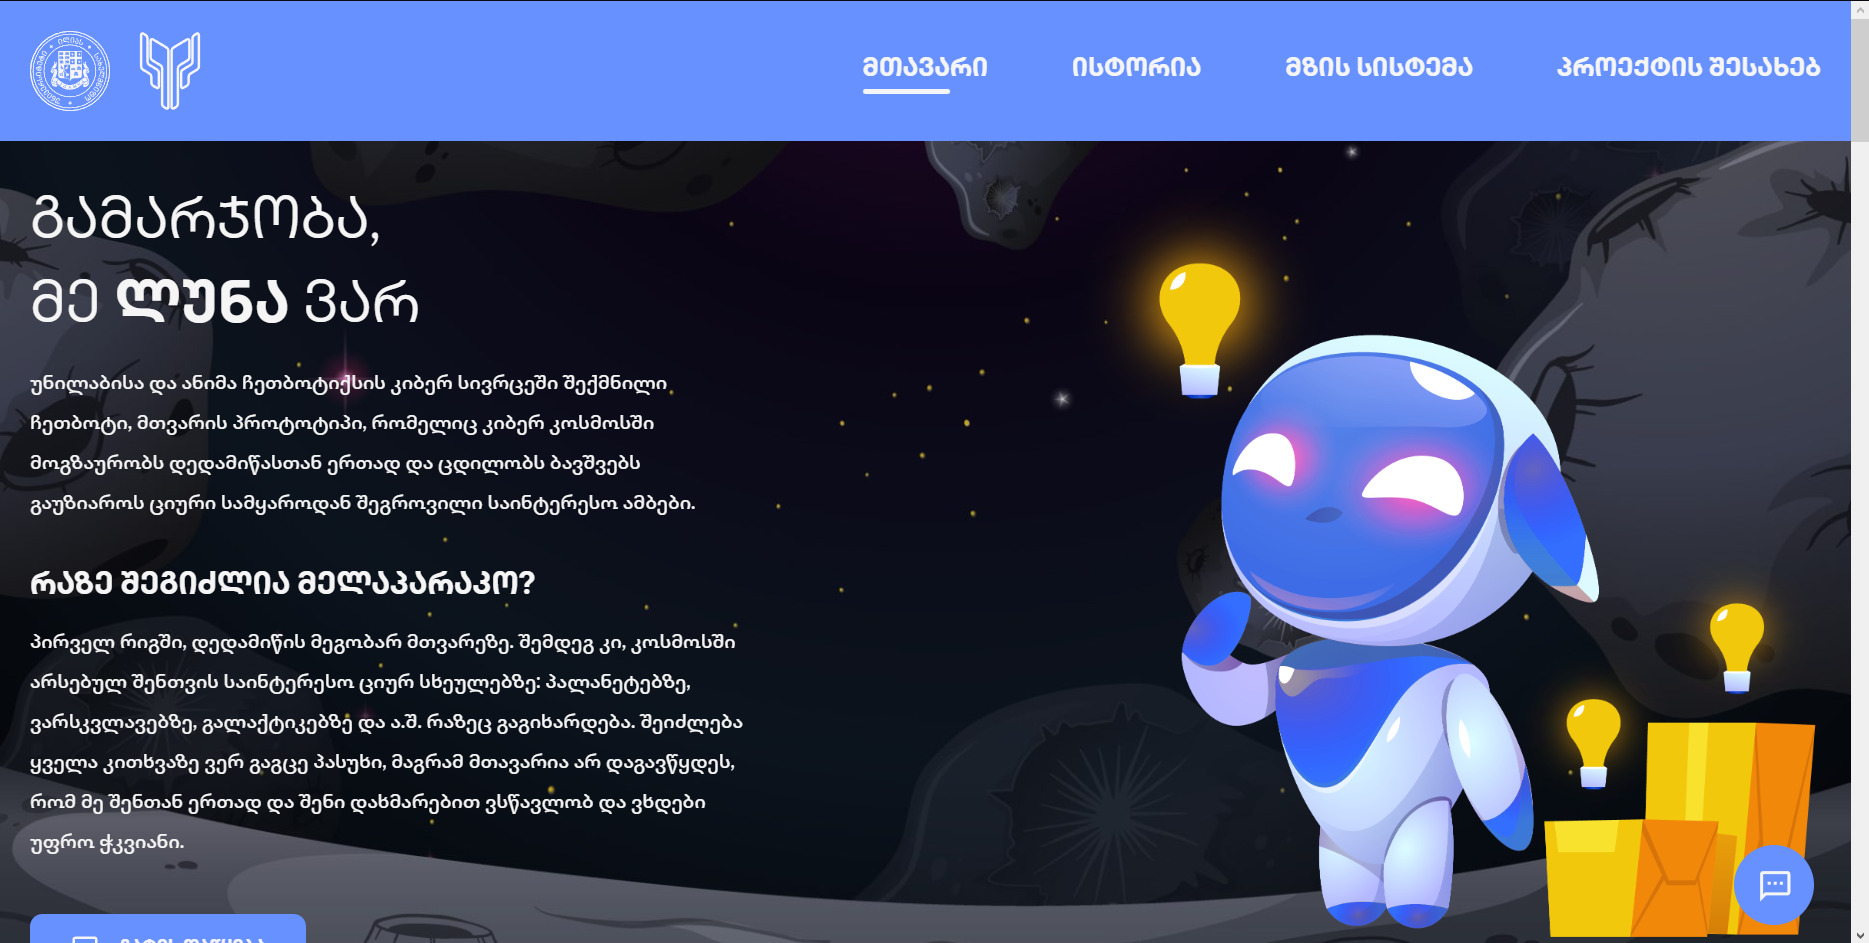 მთავარი
ისტორია
მზის სისტემა
პროექტის შესახებ
გამარჯობა,
მე ლუნა ვარ
უნილაბისა და ანიმა ჩეთბოტიქსის კიბერ სივრცეში შექმნილი
ჩეთბოტი, მთვარის პროტოტიპი, რომელიც კიბერ კოსმოსში
მოგზაურობს დედამიწასთან ერთად და ცდილობს ბავშვებს
გაუზიაროს ციური სამყაროდან შეგროვილი საინტერესო ამბები.
რაზე შეგიძლია მელაპარაკო?
პირველ რიგში, დედამიწის მეგობარ მთვარეზე. შემდეგ კი, კოსმოსში
არსებულ შენთვის საინტერესო ციურ სხეულებზე: პალანეტებზე,
ვარსკვლავებზე, გალაქტიკებზე და ა.შ. რაზეც გაგიხარდება. შეიძლება
ყველა კითხვაზე ვერ გაგცე პასუხი, მაგრამ მთავარია არ დაგავწყდეს,
რომ მე შენთან ერთად და შენი დახმარებით ვსწავლობ და ვხდები
უფრო ჭკვიანი.